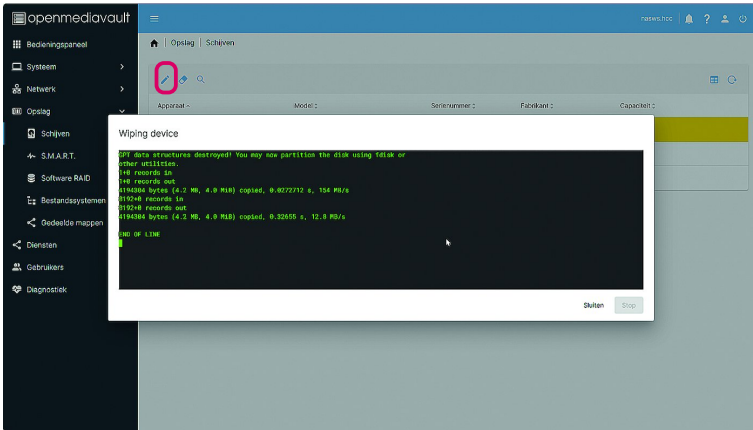 openmediavault
nasws.hcc
?
Bedieningspaneel
Systeem
Netwerk
Opslag
Schijven
S.M.A.R.T.
Software RAID
Bestandssystemen
Gedeelde mappen
Diensten
Gebruikers
Diagnostiek
Opslag | Schijven
Apparaat Model Serienummer Fabrikant Capaciteit
Wiping device
GPT data structures destroyed! You may now partition the disk using fdisk or
other utilities.
1+0 records in
1+0 records out
4194304 bytes (4.2 MB, 4.0 MiB) copied, 0.0272712 s, 154 MB/s
8192+0 records in
8192+0 records out
4194304 bytes (4.2 MB, 4.0 MiB) copied, 0.32655 s, 12.8 MB/s
END OF LINE
Sluiten Stop